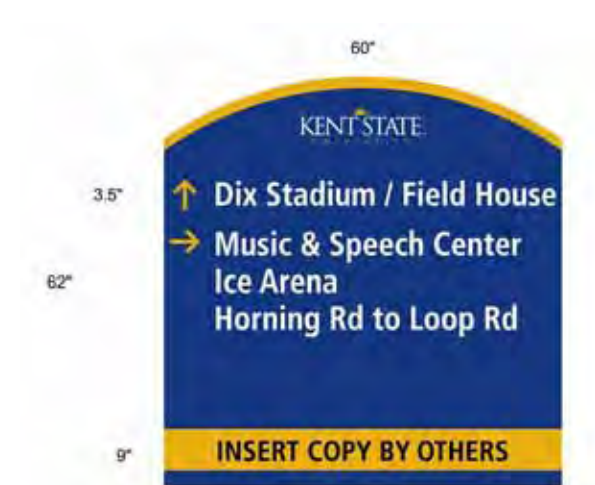 60"
KENT STATE
3.5"
↑ Dix Stadium / Field House
→ Music & Speech Center
62"
Ice Arena
Horning Rd to Loop Rd
9"
INSERT COPY BY OTHERS